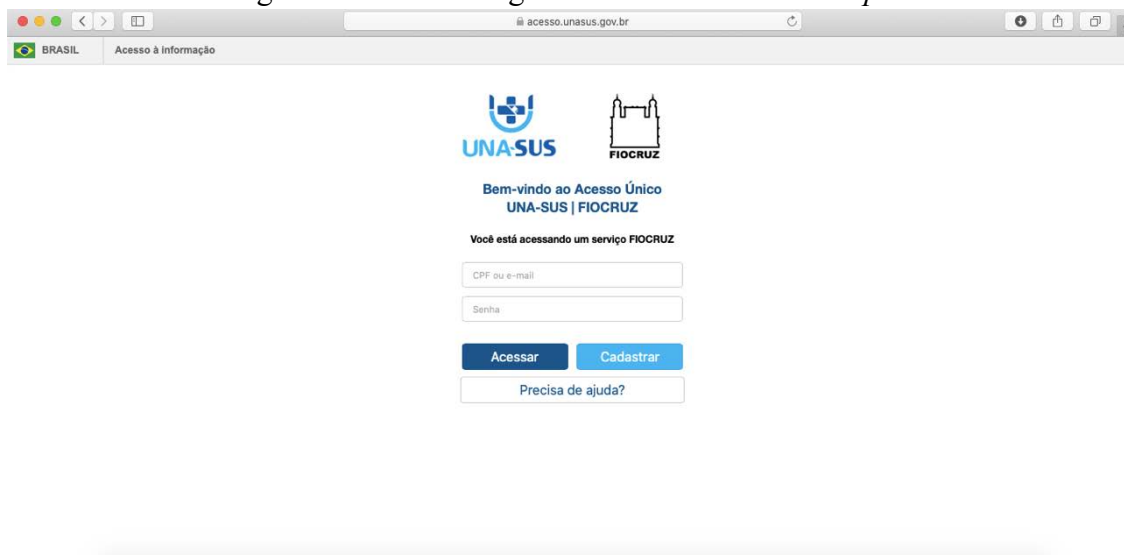 acesso.unasus.gov.br
BRASIL Acesso à informação
UNA-SUS FIOCRUZ
Bem-vindo ao Acesso Único
UNA-SUS | FIOCRUZ
Você está acessando um serviço FIOCRUZ
CPF ou e-mail
Senha
Acessar Cadastrar
Precisa de ajuda?